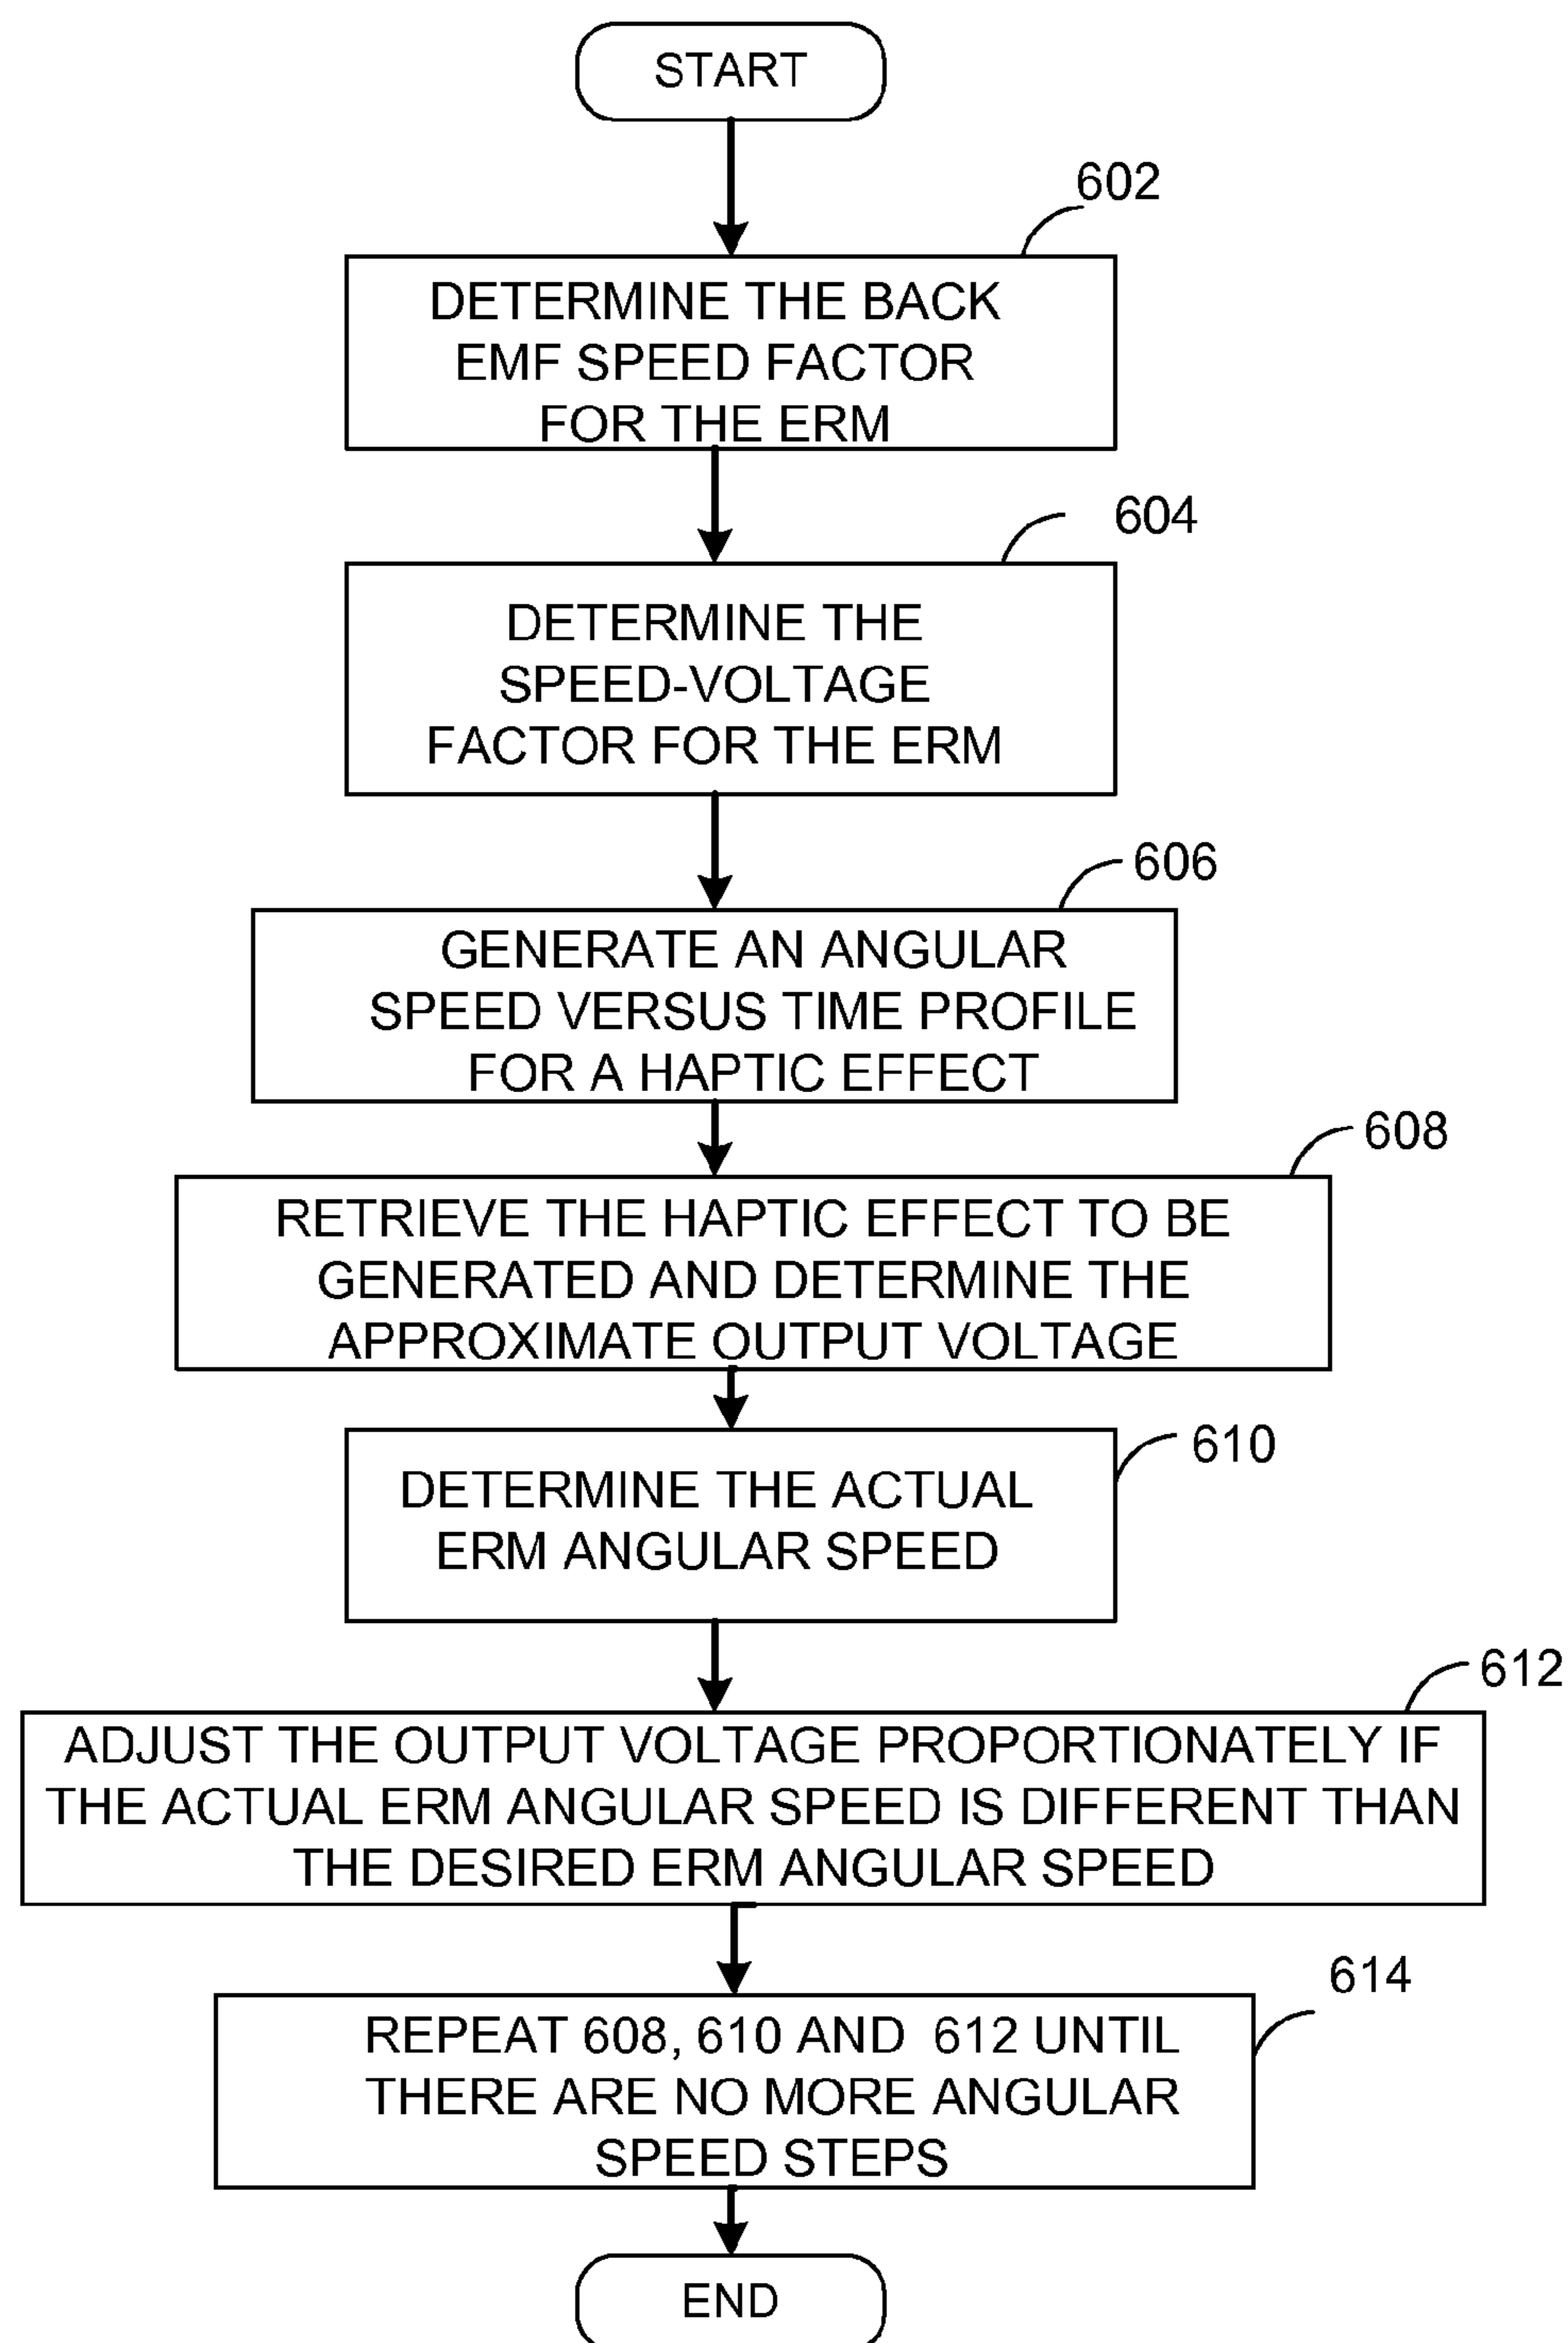 START
602
DETERMINE THE BACK
EMF SPEED FACTOR
FOR THE ERM
604
DETERMINE THE
SPEED-VOLTAGE
FACTOR FOR THE ERM
606
GENERATE AN ANGULAR
SPEED VERSUS TIME PROFILE
FOR A HAPTIC EFFECT
608
RETRIEVE THE HAPTIC EFFECT TO BE
GENERATED AND DETERMINE THE
APPROXIMATE OUTPUT VOLTAGE
610
DETERMINE THE ACTUAL
ERM ANGULAR SPEED
612
ADJUST THE OUTPUT VOLTAGE PROPORTIONATELY IF
THE ACTUAL ERM ANGULAR SPEED IS DIFFERENT THAN
THE DESIRED ERM ANGULAR SPEED
614
REPEAT 608, 610 AND 612 UNTIL
THERE ARE NO MORE ANGULAR
SPEED STEPS
END